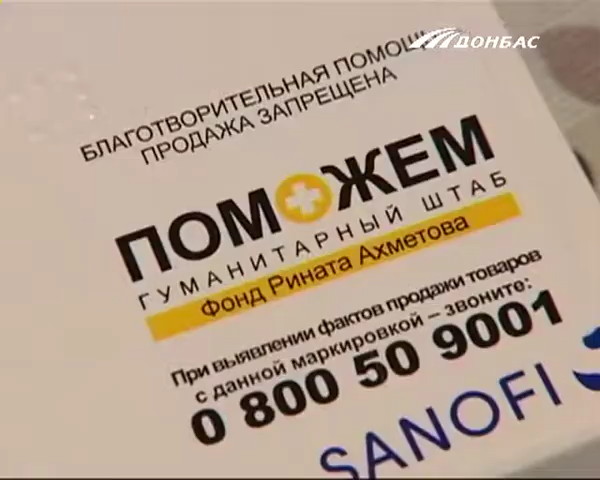 ДОНБАС
БЛАГОТВОРИТЕЛЬНАЯ ПОМОЩЬ
ПРОДАЖА ЗАПРЕЩЕНА
ПОМОЖЕМ
ГУМАНИТАРНЫЙ ШТАБ
Фонд Рината Ахметова
При выявлении фактов продажи товаров
с данной маркировкой – звоните:
0 800 50 9001
SANOFI